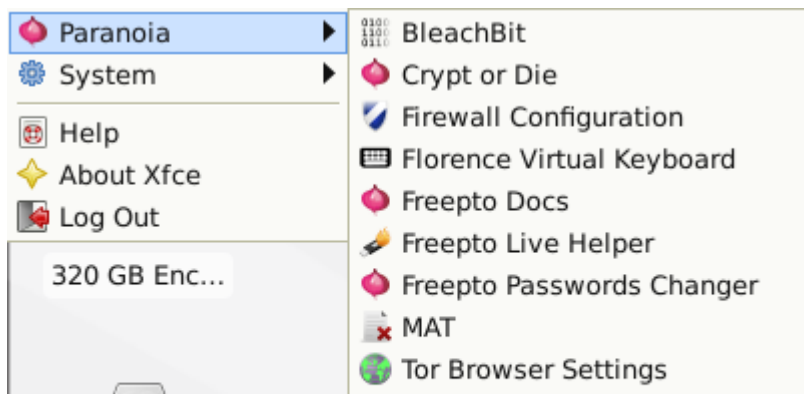 Paranoia
System
Help
About Xfce
Log Out
320 GB Enc...
BleachBit
Crypt or Die
Firewall Configuration
Florence Virtual Keyboard
Freepto Docs
Freepto Live Helper
Freepto Passwords Changer
MAT
Tor Browser Settings